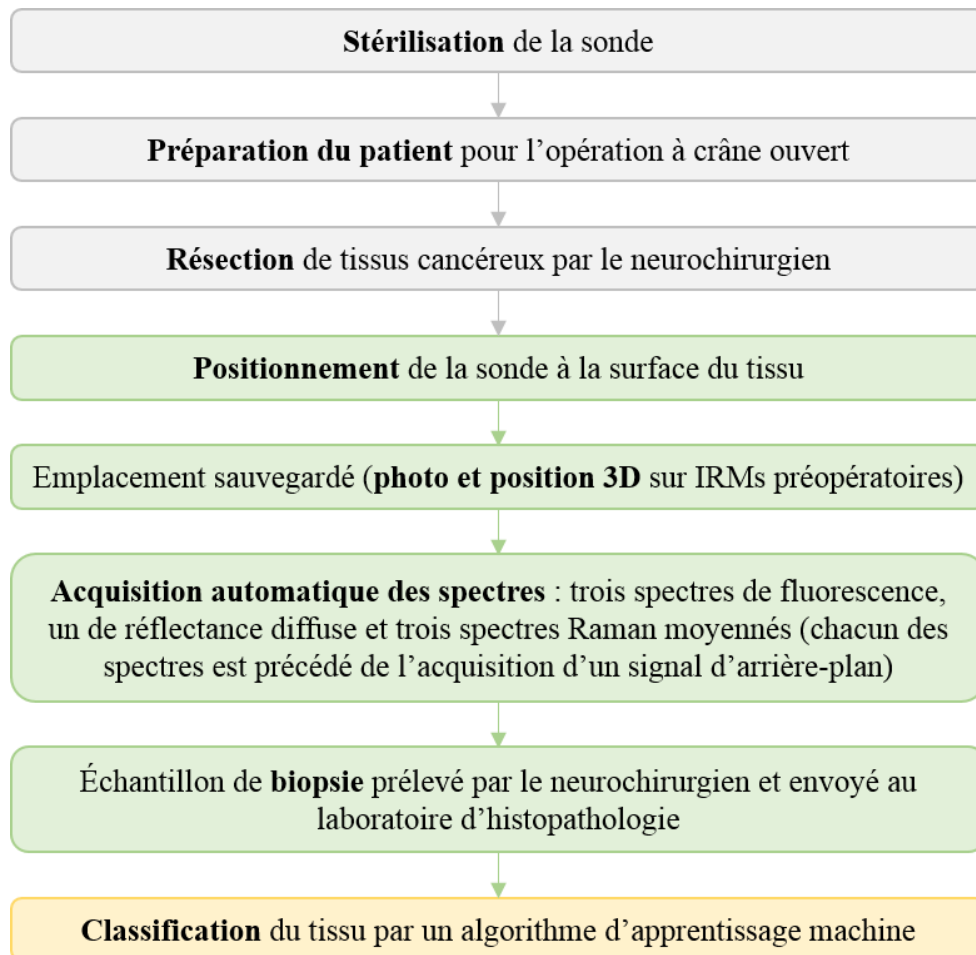 Stérilisation de la sonde
Préparation du patient pour l’opération à crâne ouvert
Résection de tissus cancéreux par le neurochirurgien
Positionnement de la sonde à la surface du tissu
Emplacement sauvegardé (photo et position 3D sur IRMs préopératoires)
Acquisition automatique des spectres : trois spectres de fluorescence,
un de réflectance diffuse et trois spectres Raman moyennés (chacun des
spectres est précédé de l’acquisition d’un signal d’arrière-plan)
Échantillon de biopsie prélevé par le neurochirurgien et envoyé au
laboratoire d’histopathologie
Classification du tissu par un algorithme d’apprentissage machine